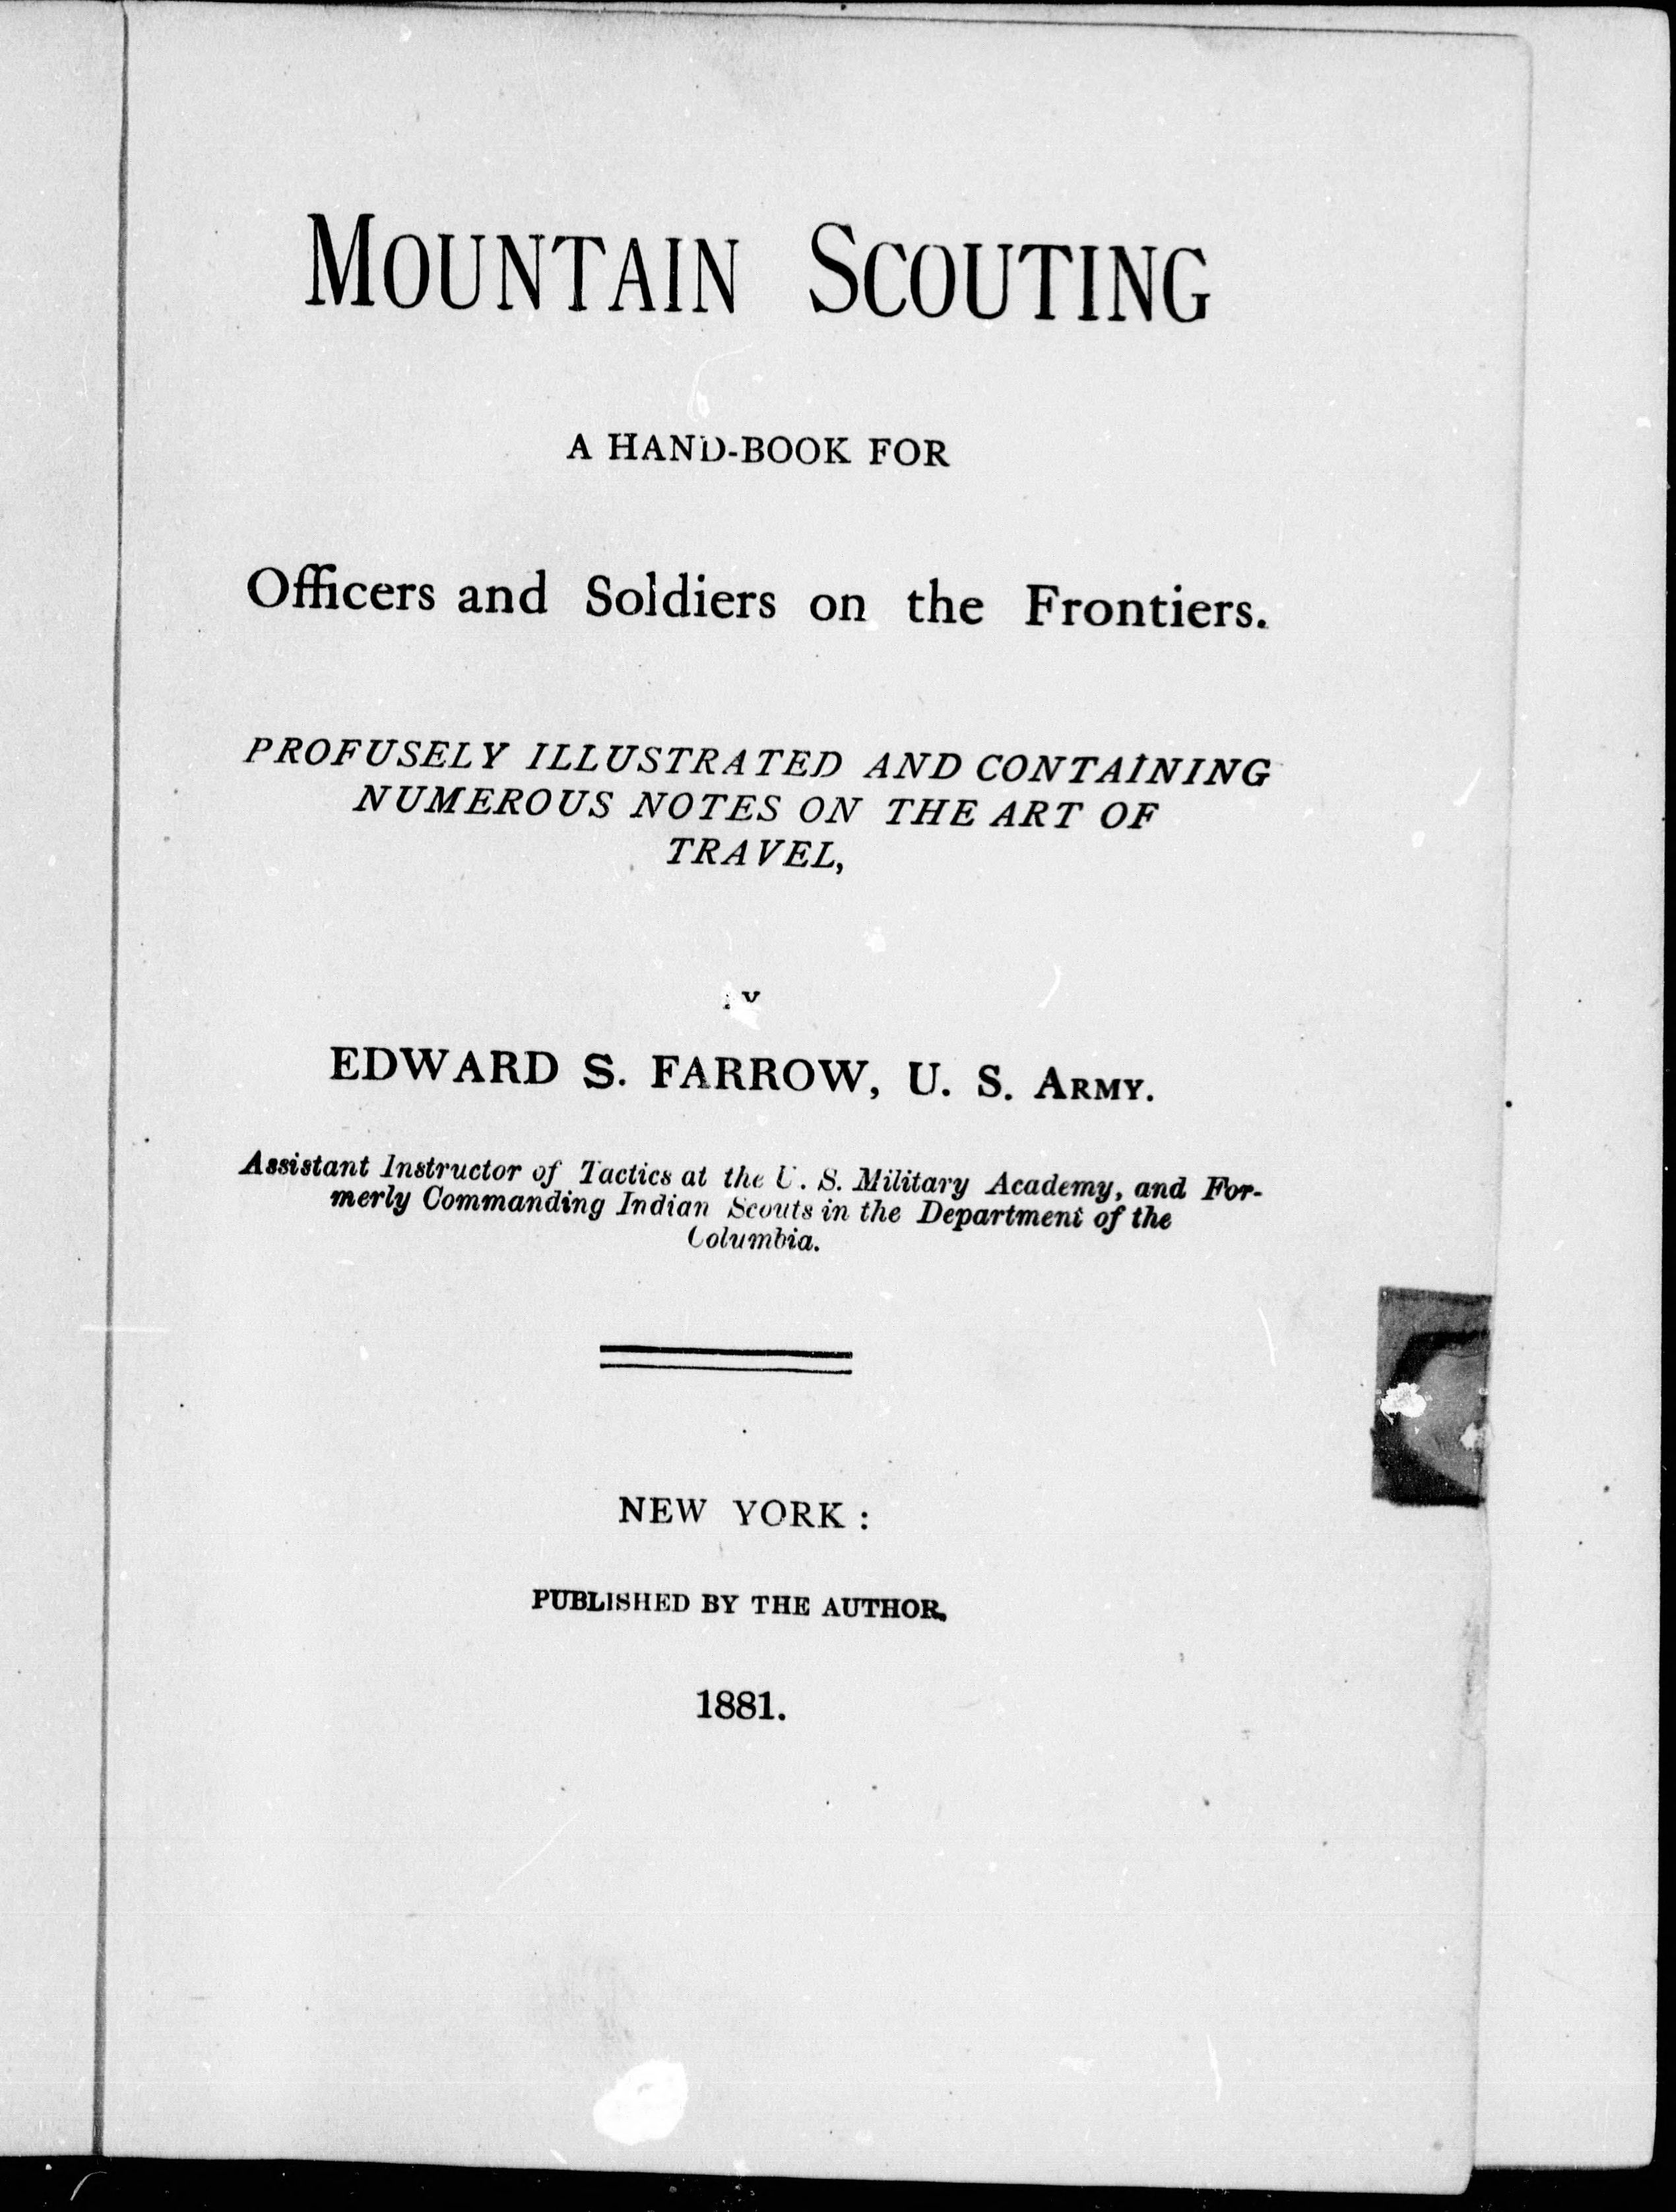 MOUNTAIN SCOUTING
A HAND-BOOK FOR
Officers and Soldiers on the Frontiers.
PROFUSELY ILLUSTRATED AND CONTAINING
NUMEROUS NOTES ON THE ART OF
TRAVEL,
EDWARD S. FARROW, U. S. ARMY.
Assistant Instructor of Tactics at the U. S. Military Academy, and For-
merly Commanding Indian Scouts in the Department of the
Columbia.
NEW YORK:
PUBLISHED BY THE AUTHOR.
1881.